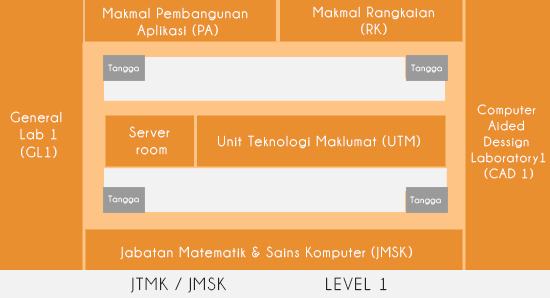 Makmal Pembangunan
Aplikasi (PA)
Makmal Rangkaian
(RK)
Tangga
Tangga
General
Lab 1
(GL1)
Server
room
Unit Teknologi Maklumat (UTM)
Computer
Aided
Dessign
Laboratory1
(CAD 1)
Tangga
Tangga
Jabatan Matematik & Sains Komputer (JMSK)
JTMK / JMSK
LEVEL 1